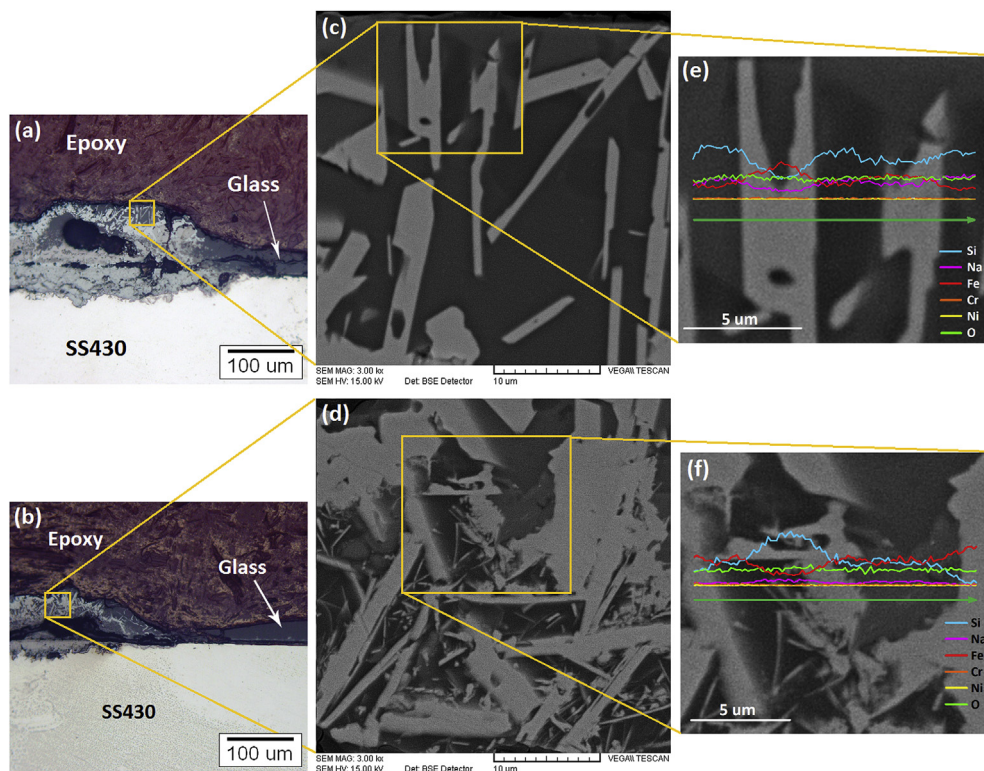 (a)
Epoxy
Glass
SS430
100 um
(c)
SEM MAG: 3.00 kx
SEM HV: 15.00 kV
Det: BSE Detector
10 µm
VEGA\\ TESCAN
(e)
Si
Na
Fe
Cr
Ni
O
5 um
(b)
Epoxy
Glass
SS430
100 um
(d)
SEM MAG: 3.00 kx
SEM HV: 15.00 kV
Det: BSE Detector
10 µm
VEGA\\ TESCAN
(f)
Si
Na
Fe
Cr
Ni
O
5 um